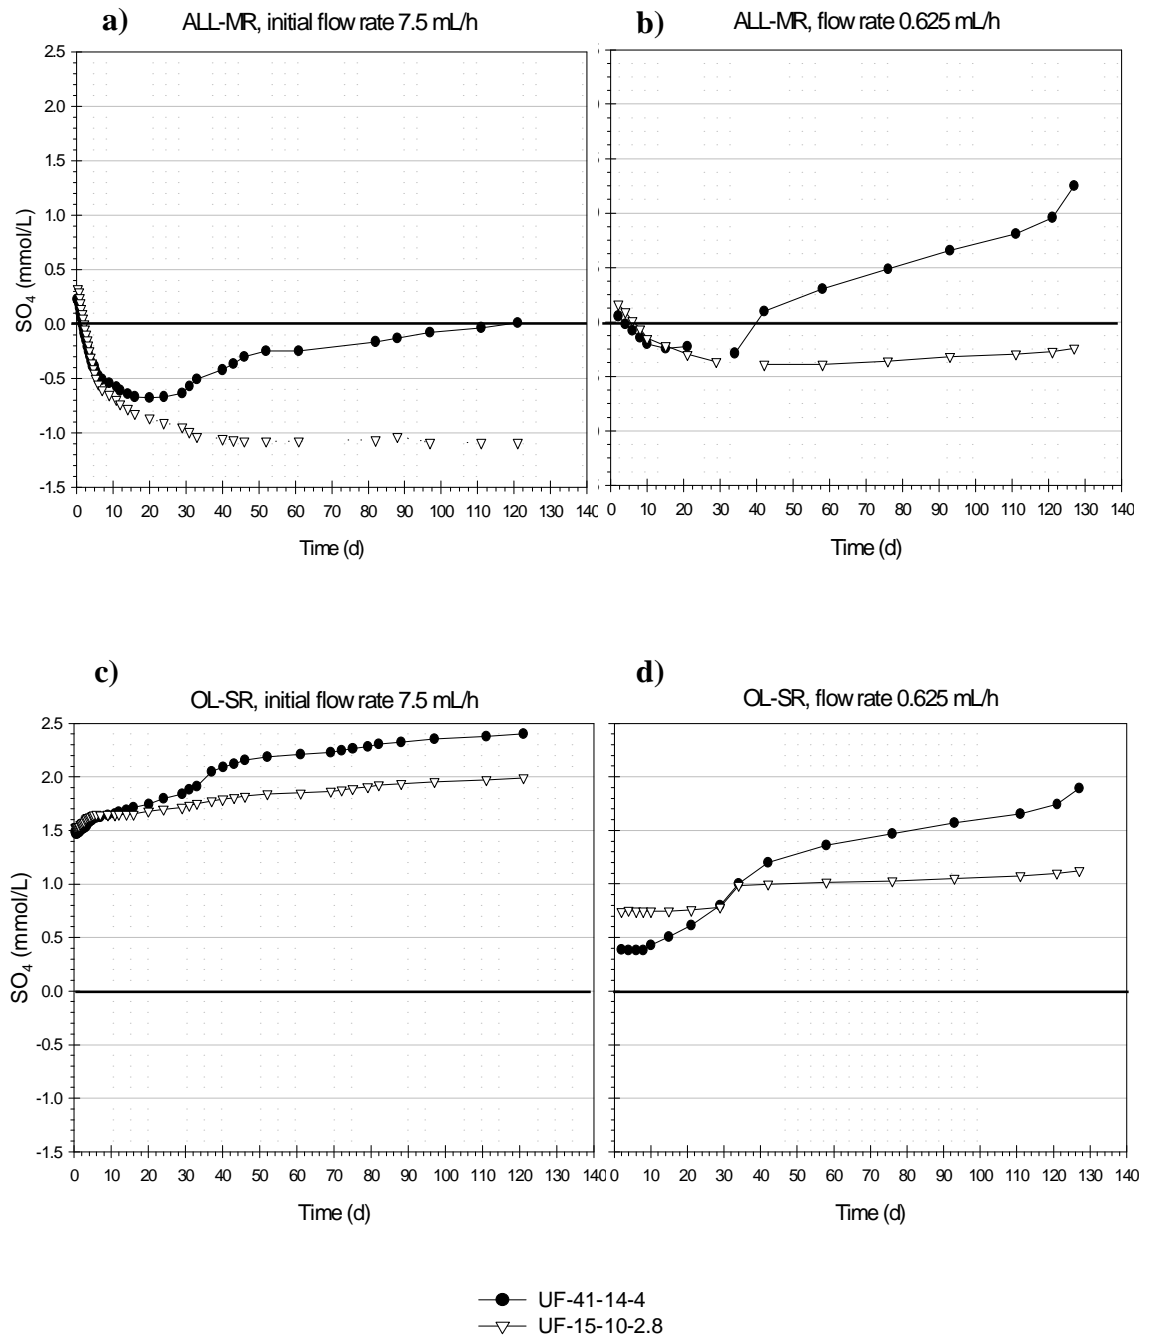 a)
ALL-MR, initial flow rate 7.5 mL/h
2.5
2.0
1.5
1.0
0.5
0.0
-0.5
-1.0
-1.5
SO4 (mmol/L)
0 10 20 30 40 50 60 70 80 90 100 110 120 130 140
Time (d)
b)
ALL-MR, flow rate 0.625 mL/h
0 10 20 30 40 50 60 70 80 90 100 110 120 130 140
Time (d)
c)
OL-SR, initial flow rate 7.5 mL/h
2.5
2.0
1.5
1.0
0.5
0.0
-0.5
-1.0
-1.5
SO4 (mmol/L)
0 10 20 30 40 50 60 70 80 90 100 110 120 130 140
Time (d)
d)
OL-SR, flow rate 0.625 mL/h
0 10 20 30 40 50 60 70 80 90 100 110 120 130 140
Time (d)
UF-41-14-4
UF-15-10-2.8